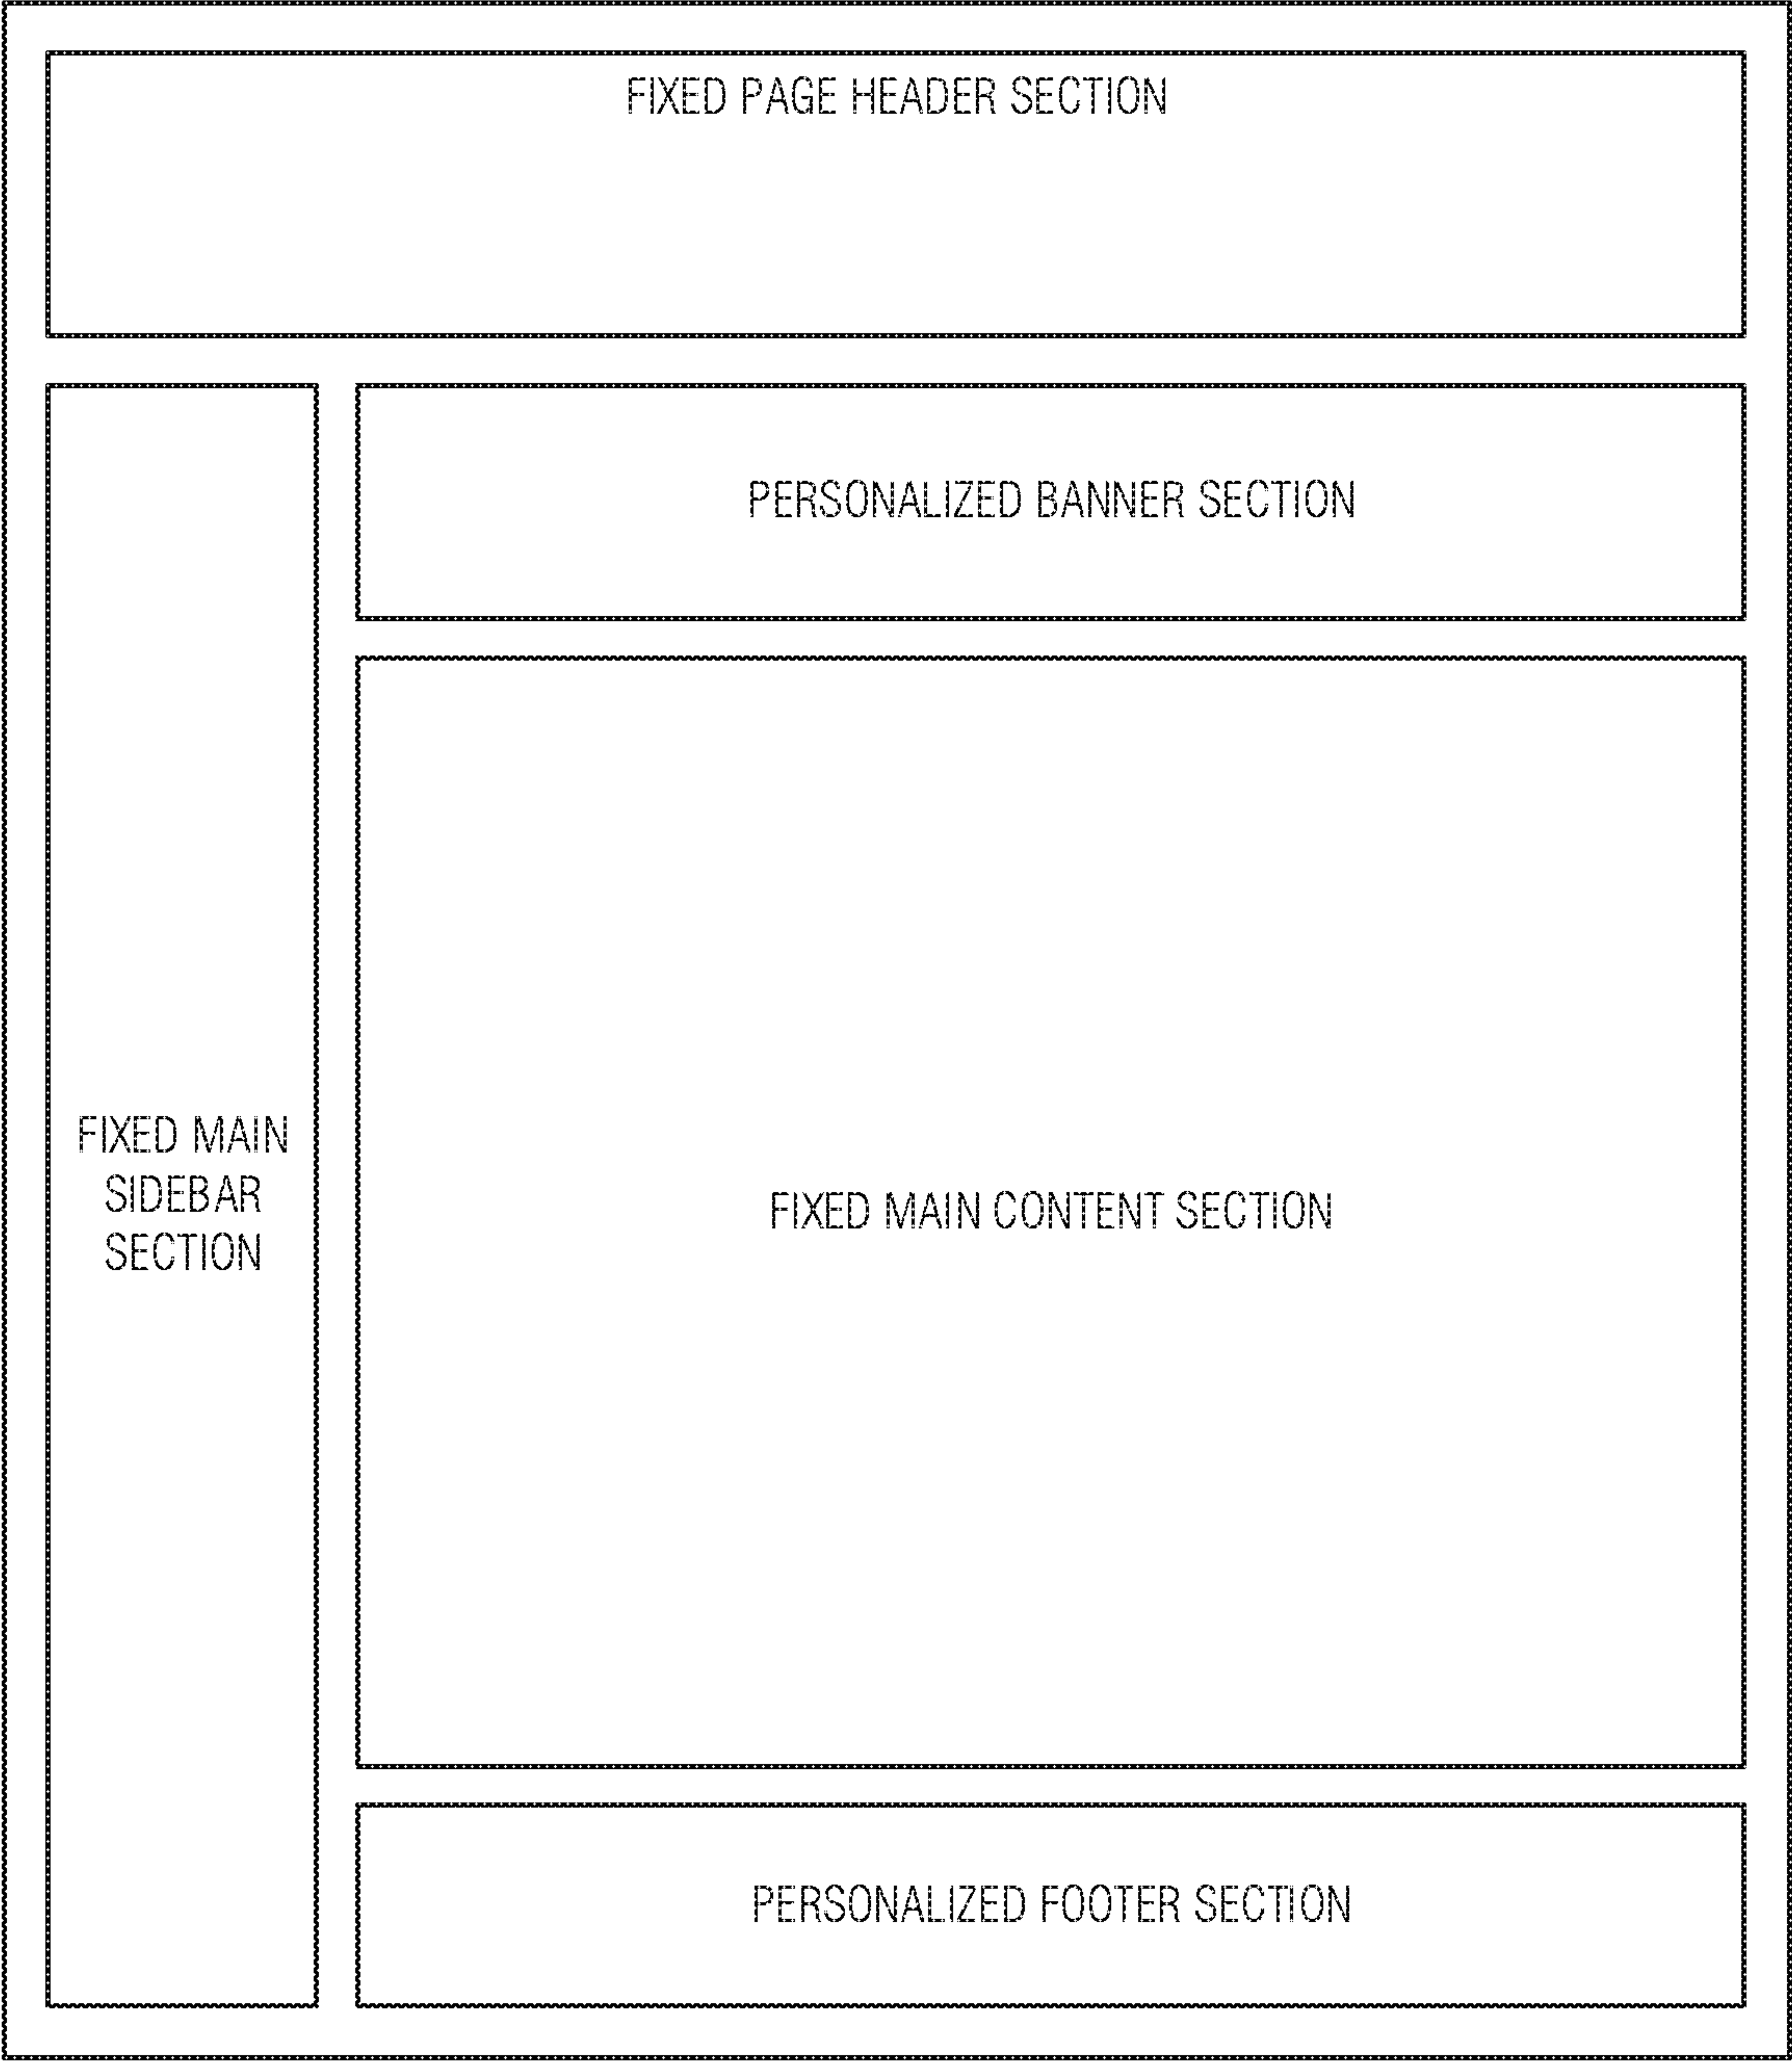 FIXED PAGE HEADER SECTION
PERSONALIZED BANNER SECTION
FIXED MAIN
SIDEBAR
SECTION
FIXED MAIN CONTENT SECTION
PERSONALIZED FOOTER SECTION